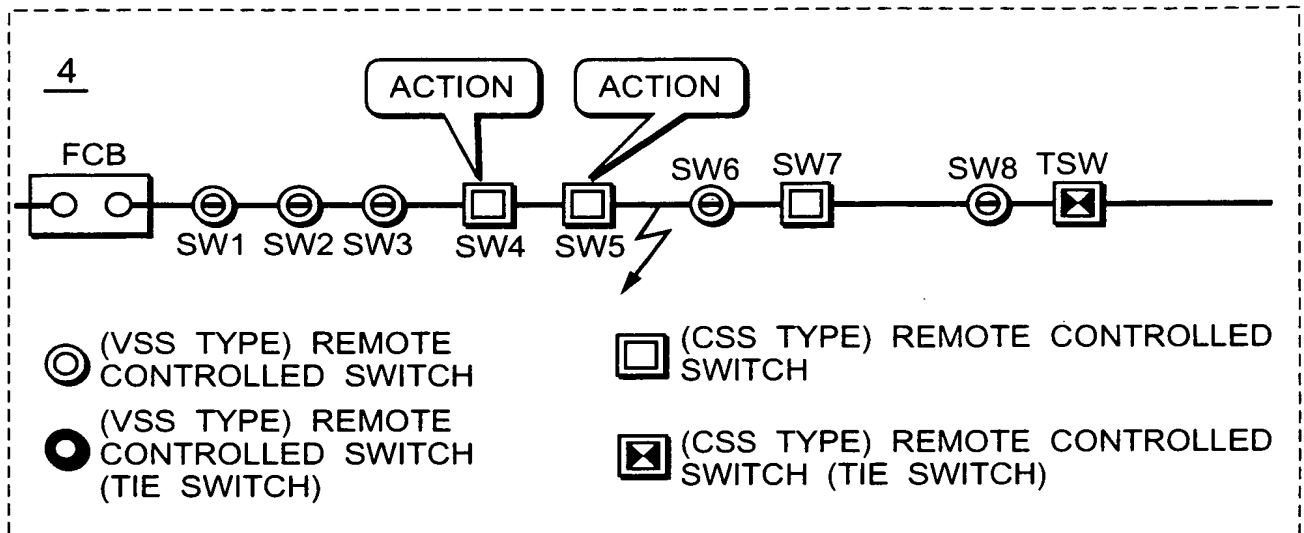 4
ACTION
ACTION
FCB
SW6
SW7
SW8
TSW
SW1
SW2
SW3
SW4
SW5
(VSS TYPE) REMOTE
CONTROLLED SWITCH
(CSS TYPE) REMOTE CONTROLLED
SWITCH
(VSS TYPE) REMOTE
CONTROLLED SWITCH
(TIE SWITCH)
(CSS TYPE) REMOTE CONTROLLED
SWITCH (TIE SWITCH)